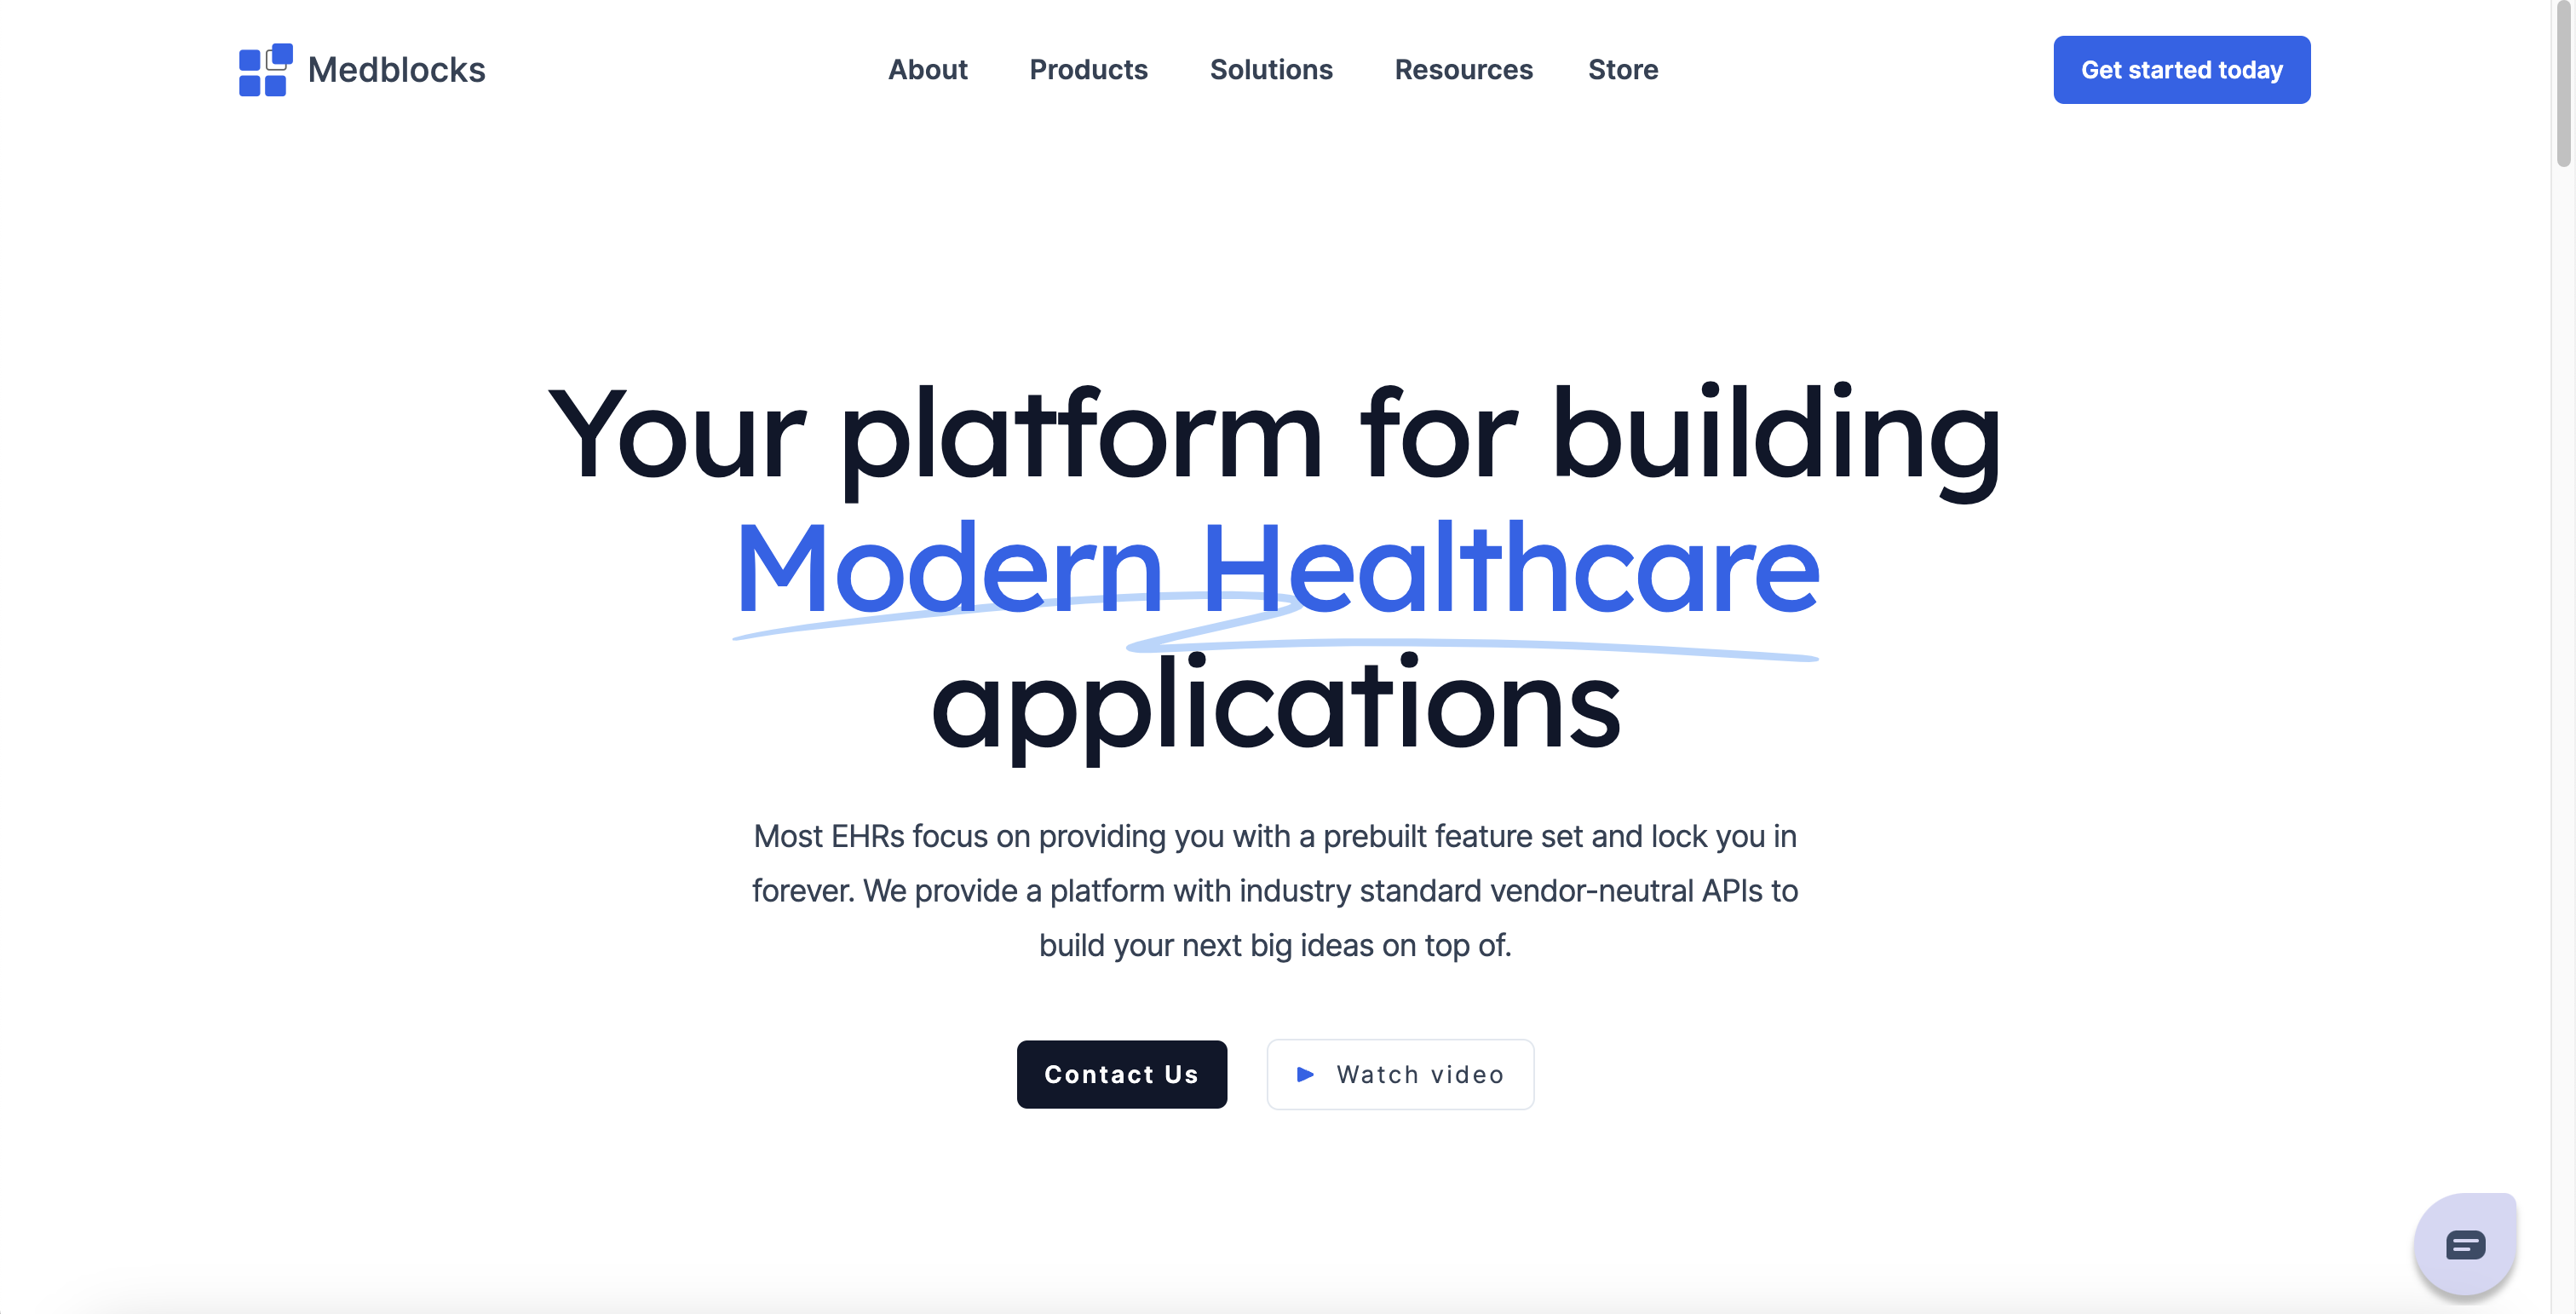 Medblocks
About
Products
Solutions
Resources
Store
Get started today
Your platform for building
Modern Healthcare
applications
Most EHRs focus on providing you with a prebuilt feature set and lock you in
forever. We provide a platform with industry standard vendor-neutral APIs to
build your next big ideas on top of.
Contact Us
Watch video